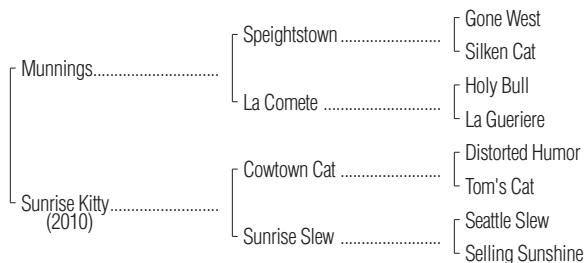 Gone West
Speightstown
Silken Cat
Munnings
Holy Bull
La Comete
La Gueriere
Distorted Humor
Cowtown Cat
Tom's Cat
Sunrise Kitty
(2010)
Seattle Slew
Sunrise Slew
Selling Sunshine